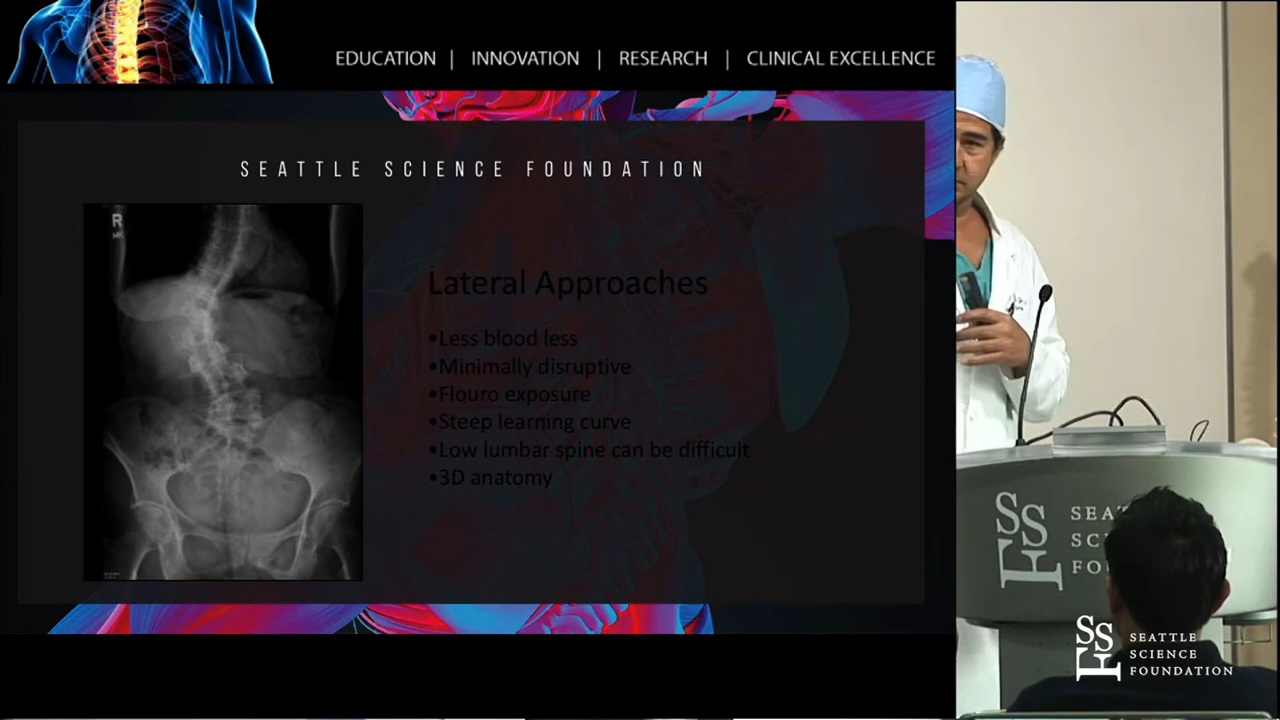 EDUCATION | INNOVATION | RESEARCH | CLINICAL EXCELLENCE
SEATTLE SCIENCE FOUNDATION
R
Lateral Approaches
•Less blood less
•Minimally disruptive
•Flouro exposure
•Steep learning curve
•Low lumbar spine can be difficult
•3D anatomy
SSF
SEA
SC
FO
SSF
SEATTLE
SCIENCE
FOUNDATION